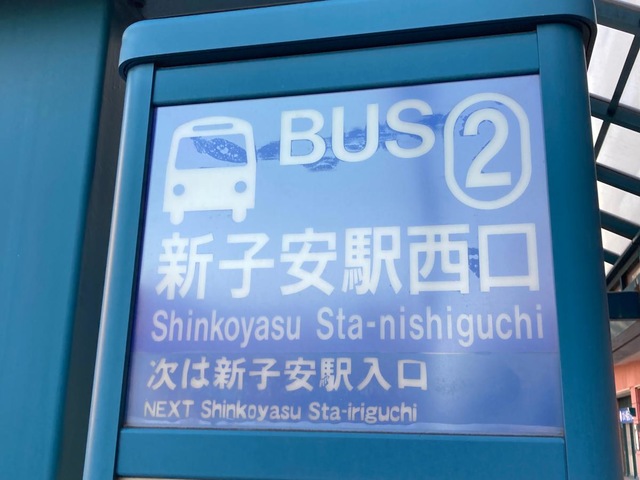 BUS 2
新子安駅西口
Shinkoyasu Sta-nishiguchi
次は新子安駅入口
NEXT Shinkoyasu Sta-iriguchi